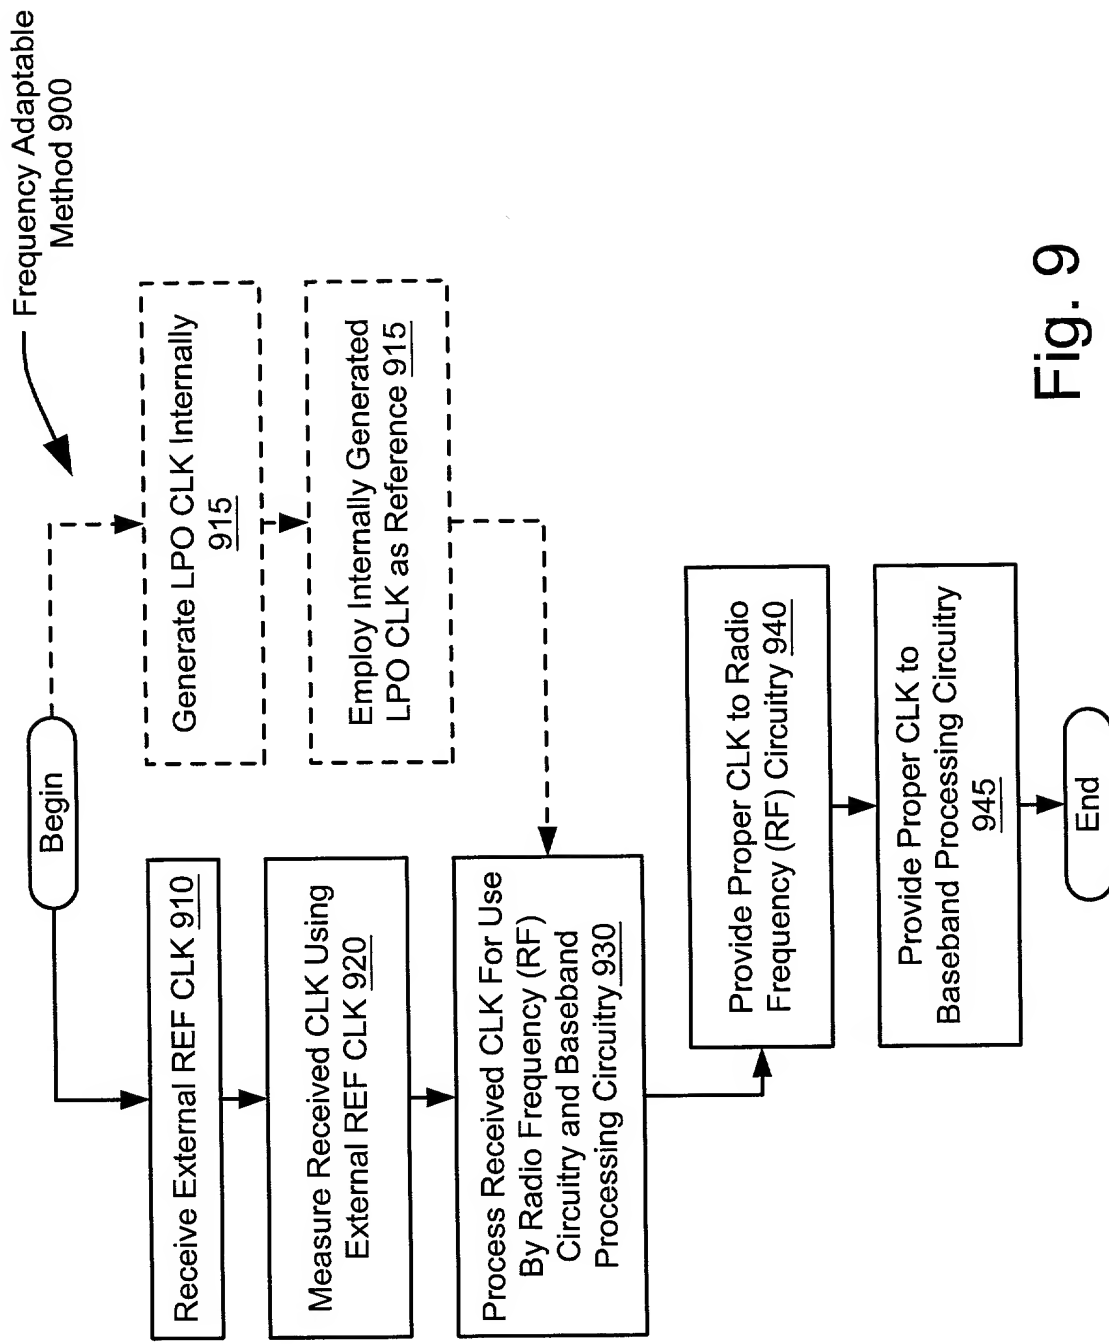 Frequency Adaptable
Method 900
Begin
Receive External REF CLK 910
Measure Received CLK Using
External REF CLK 920
Generate LPO CLK Internally
915
Employ Internally Generated
LPO CLK as Reference 915
Process Received CLK For Use
By Radio Frequency (RF)
Circuitry and Baseband
Processing Circuitry 930
Provide Proper CLK to Radio
Frequency (RF) Circuitry 940
Provide Proper CLK to
Baseband Processing Circuitry
945
End
Fig. 9